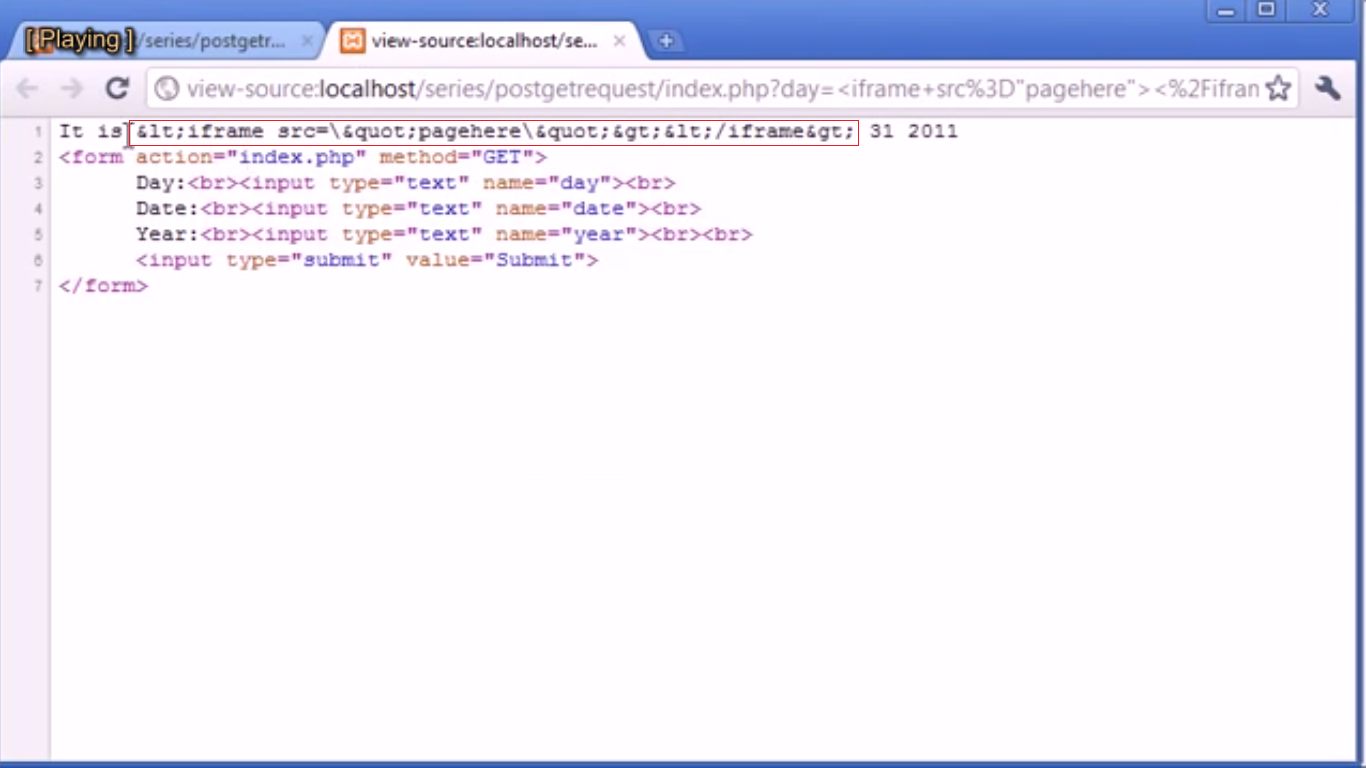 [ Playing ]/series/postgetr...
view-source:localhost/se...
view-source:localhost/series/postgetrequest/index.php?day=<iframe+src%3D"pagehere"><%2Fifran
1 It is &lt;iframe src=\&quot;pagehere\&quot;&gt;&lt;/iframe&gt; 31 2011
2 <form action="index.php" method="GET">
3 Day:<br><input type="text" name="day"><br>
4 Date:<br><input type="text" name="date"><br>
5 Year:<br><input type="text" name="year"><br><br>
6 <input type="submit" value="Submit">
7 </form>